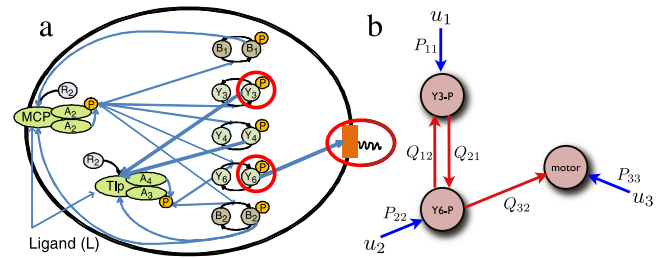 a
b
B1
B1
P
u1
P11
R2
MCP
A2
A2
P
Y3
Y3
P
Y3-P
Y4
Y4
P
Q12
Q21
motor
P33
u3
R2
Tlp
A4
A3
P
Y6
Y6
P
P22
u2
Y6-P
Q32
B2
B2
P
Ligand (L)